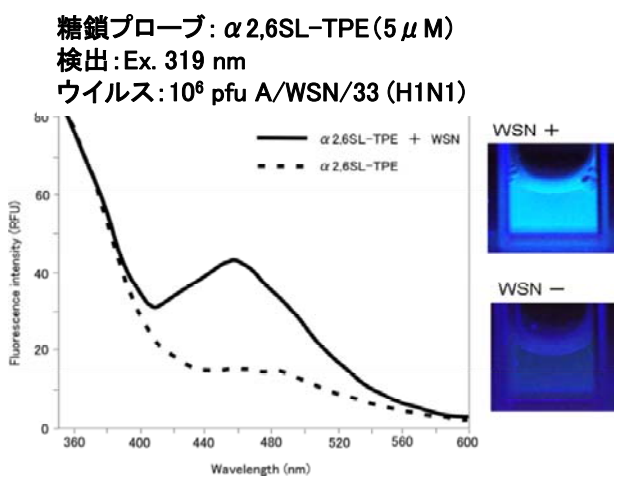 糖鎖プローブ：α2,6SL-TPE（5μM）
検出：Ex. 319 nm
ウイルス：10⁶ pfu A/WSN/33 (H1N1)
80
60
40
20
0
Fluorescence intensity (RFU)
α2,6SL-TPE + WSN
α2,6SL-TPE
360 400 440 480 520 560 600
Wavelength (nm)
WSN +
WSN −